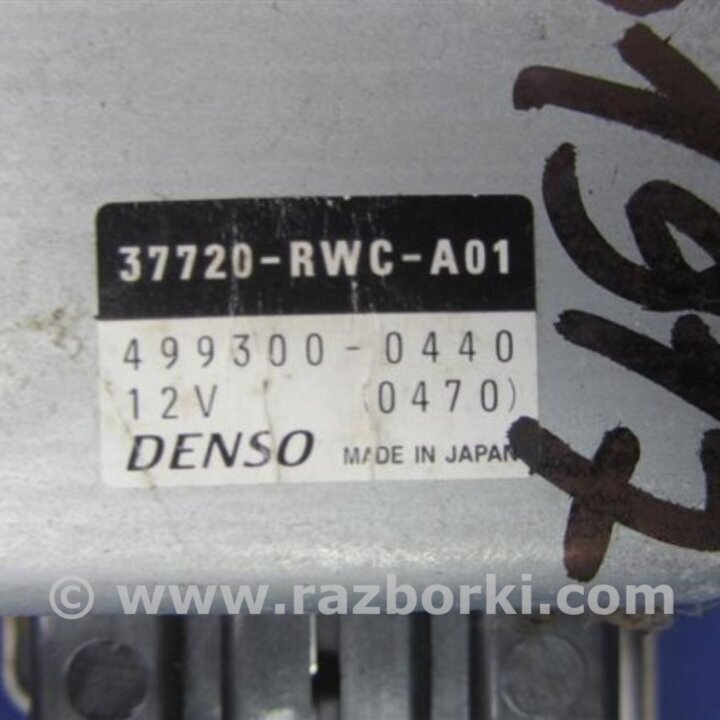 37720-RWC-A01
499300-0440
12V (0470)
DENSO MADE IN JAPAN
© www.razborki.com